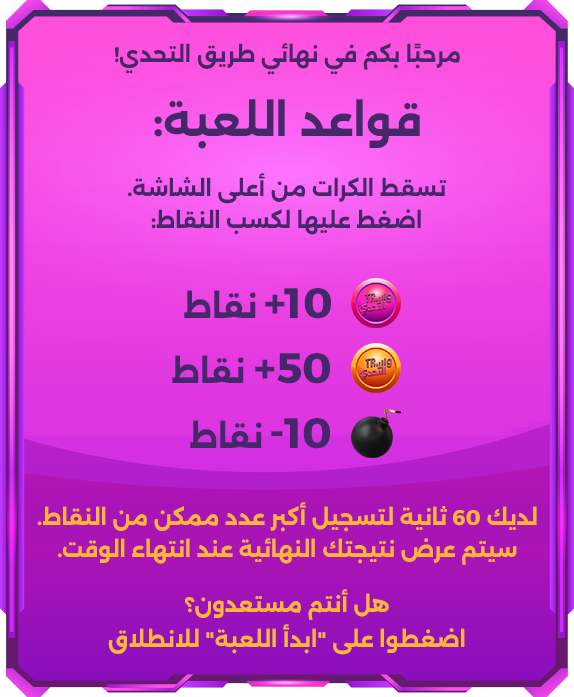 مرحبًا بكم في نهائي طريق التحدي!
قواعد اللعبة:
تسقط الكرات من أعلى الشاشة.
اضغط عليها لكسب النقاط:
10+ نقاط
50+ نقاط
10- نقاط
لديك 60 ثانية لتسجيل أكبر عدد ممكن من النقاط.
سيتم عرض نتيجتك النهائية عند انتهاء الوقت.
هل أنتم مستعدون؟
اضغطوا على "ابدأ اللعبة" للانطلاق